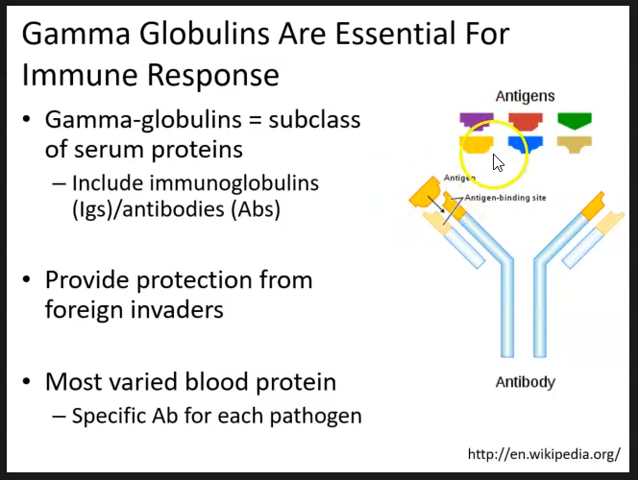 Gamma Globulins Are Essential For
Immune Response
• Gamma-globulins = subclass
of serum proteins
– Include immunoglobulins
(Igs)/antibodies (Abs)
• Provide protection from
foreign invaders
• Most varied blood protein
– Specific Ab for each pathogen
Antigens
Antigen
Antigen-binding site
Antibody
http://en.wikipedia.org/